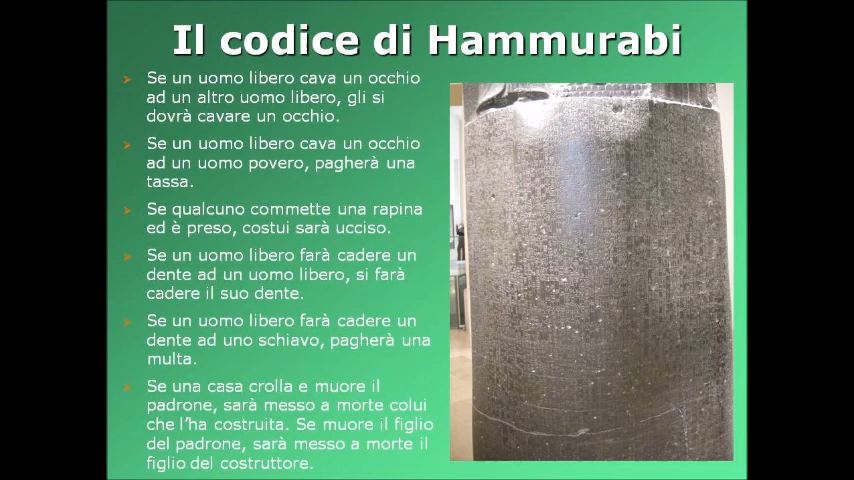 Il codice di Hammurabi
Se un uomo libero cava un occhio
ad un altro uomo libero, gli si
dovrà cavare un occhio.
Se un uomo libero cava un occhio
ad un uomo povero, pagherà una
tassa.
Se qualcuno commette una rapina
ed è preso, costui sarà ucciso.
Se un uomo libero farà cadere un
dente ad un uomo libero, si farà
cadere il suo dente.
Se un uomo libero farà cadere un
dente ad uno schiavo, pagherà una
multa.
Se una casa crolla e muore il
padrone, sarà messo a morte colui
che l'ha costruita. Se muore il figlio
del padrone, sarà messo a morte il
figlio del costruttore.